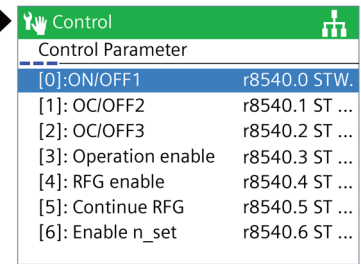 Control
Control Parameter
[0]:ON/OFF1 r8540.0 STW.
[1]: OC/OFF2 r8540.1 ST ...
[2]: OC/OFF3 r8540.2 ST ...
[3]: Operation enable r8540.3 ST ...
[4]: RFG enable r8540.4 ST ...
[5]: Continue RFG r8540.5 ST ...
[6]: Enable n_set r8540.6 ST ...